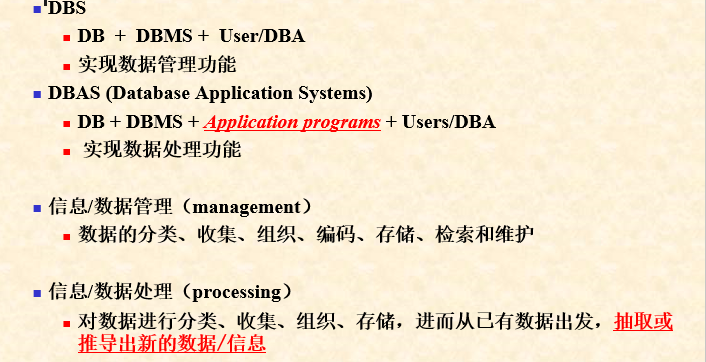 DBS
DB + DBMS + User/DBA
实现数据管理功能
DBAS (Database Application Systems)
DB + DBMS + Application programs + Users/DBA
实现数据处理功能
信息/数据管理（management）
数据的分类、收集、组织、编码、存储、检索和维护
信息/数据处理（processing）
对数据进行分类、收集、组织、存储，进而从已有数据出发，抽取或
推导出新的数据/信息